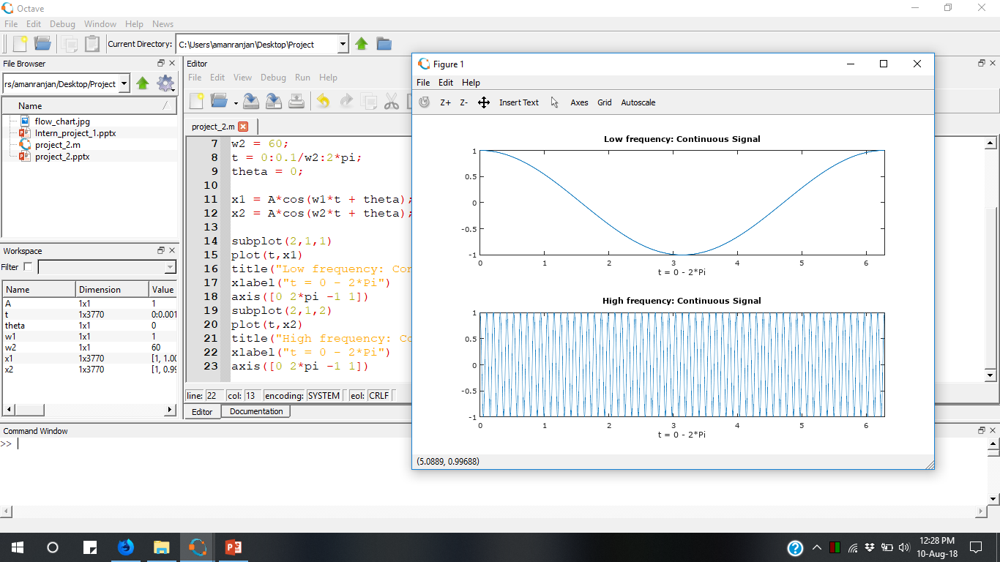 Octave
File Edit Debug Window Help News
Current Directory: C:\Users\amanranjan\Desktop\Project
File Browser
rs/amanranjan/Desktop/Project
Name
flow_chart.jpg
Intern_project_1.pptx
project_2.m
project_2.pptx
Workspace
Filter
Name Dimension Value
A 1x1 1
t 1x3770 0:0.001
theta 1x1 0
w1 1x1 1
w2 1x1 60
x1 1x3770 [1, 1.00
x2 1x3770 [1, 0.99
Editor
File Edit View Debug Run Help
project_2.m
7 w2 = 60;
8 t = 0:0.1/w2:2*pi;
9 theta = 0;
10
11 x1 = A*cos(w1*t + theta);
12 x2 = A*cos(w2*t + theta);
13
14 subplot(2,1,1)
15 plot(t,x1)
16 title("Low frequency: Con
17 xlabel("t = 0 - 2*Pi")
18 axis([0 2*pi -1 1])
19 subplot(2,1,2)
20 plot(t,x2)
21 title("High frequency: Co
22 xlabel("t = 0 - 2*Pi")
23 axis([0 2*pi -1 1])
line: 22 col: 13 encoding: SYSTEM eol: CRLF
Editor Documentation
Figure 1
File Edit Help
Z+ Z- Insert Text Axes Grid Autoscale
Low frequency: Continuous Signal
1
0.5
0
-0.5
-1
0 1 2 3 4 5 6
t = 0 - 2*Pi
High frequency: Continuous Signal
1
0.5
0
-0.5
-1
0 1 2 3 4 5 6
t = 0 - 2*Pi
(5.0889, 0.99688)
Command Window
>>
12:28 PM
10-Aug-18